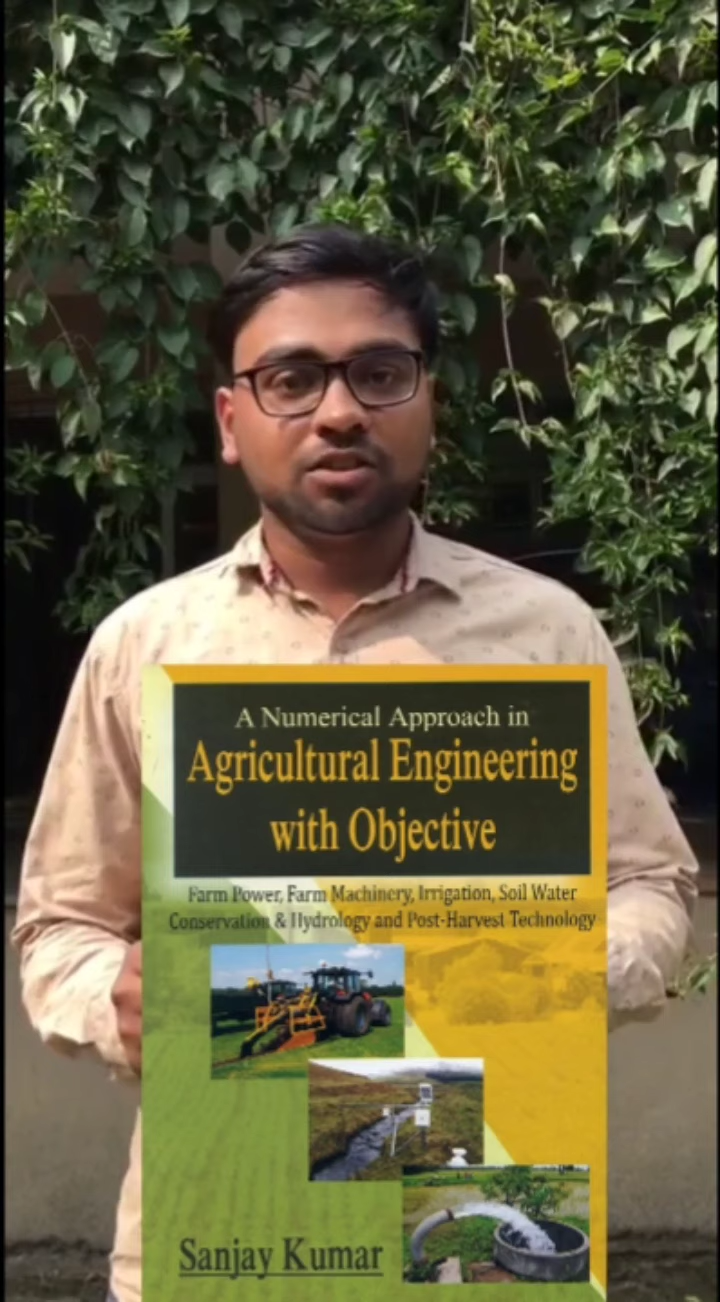 A Numerical Approach in
Agricultural Engineering
with Objective
Farm Power, Farm Machinery, Irrigation, Soil Water
Conservation & Hydrology and Post-Harvest Technology
Sanjay Kumar